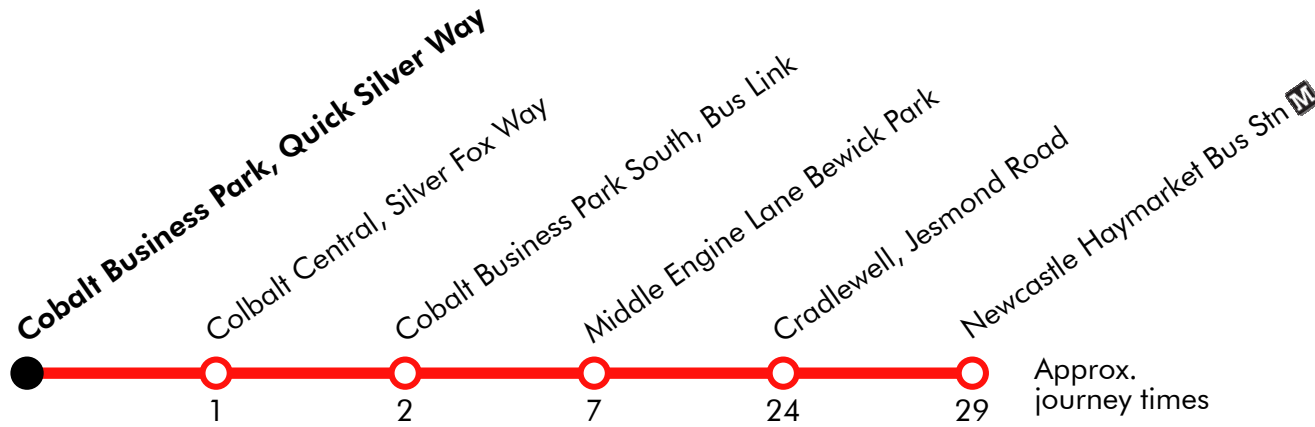 Cobalt Business Park, Quick Silver Way
Colbalt Central, Silver Fox Way
Cobalt Business Park South, Bus Link
Middle Engine Lane Bewick Park
Cradlewell, Jesmond Road
Newcastle Haymarket Bus Stn M
1
2
7
24
29
Approx.
journey times